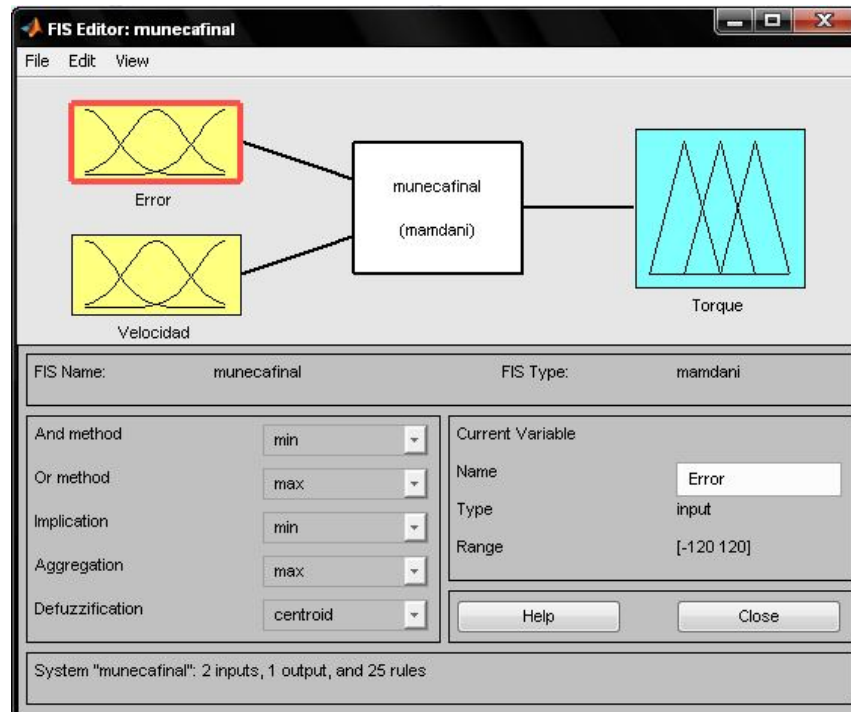 FIS Editor: munecafinal
File Edit View
Error
munecafinal
(mamdani)
Velocidad
Torque
FIS Name: munecafinal FIS Type: mamdani
And method min
Or method max
Implication min
Aggregation max
Defuzzification centroid
Current Variable
Name Error
Type input
Range [-120 120]
Help Close
System "munecafinal": 2 inputs, 1 output, and 25 rules